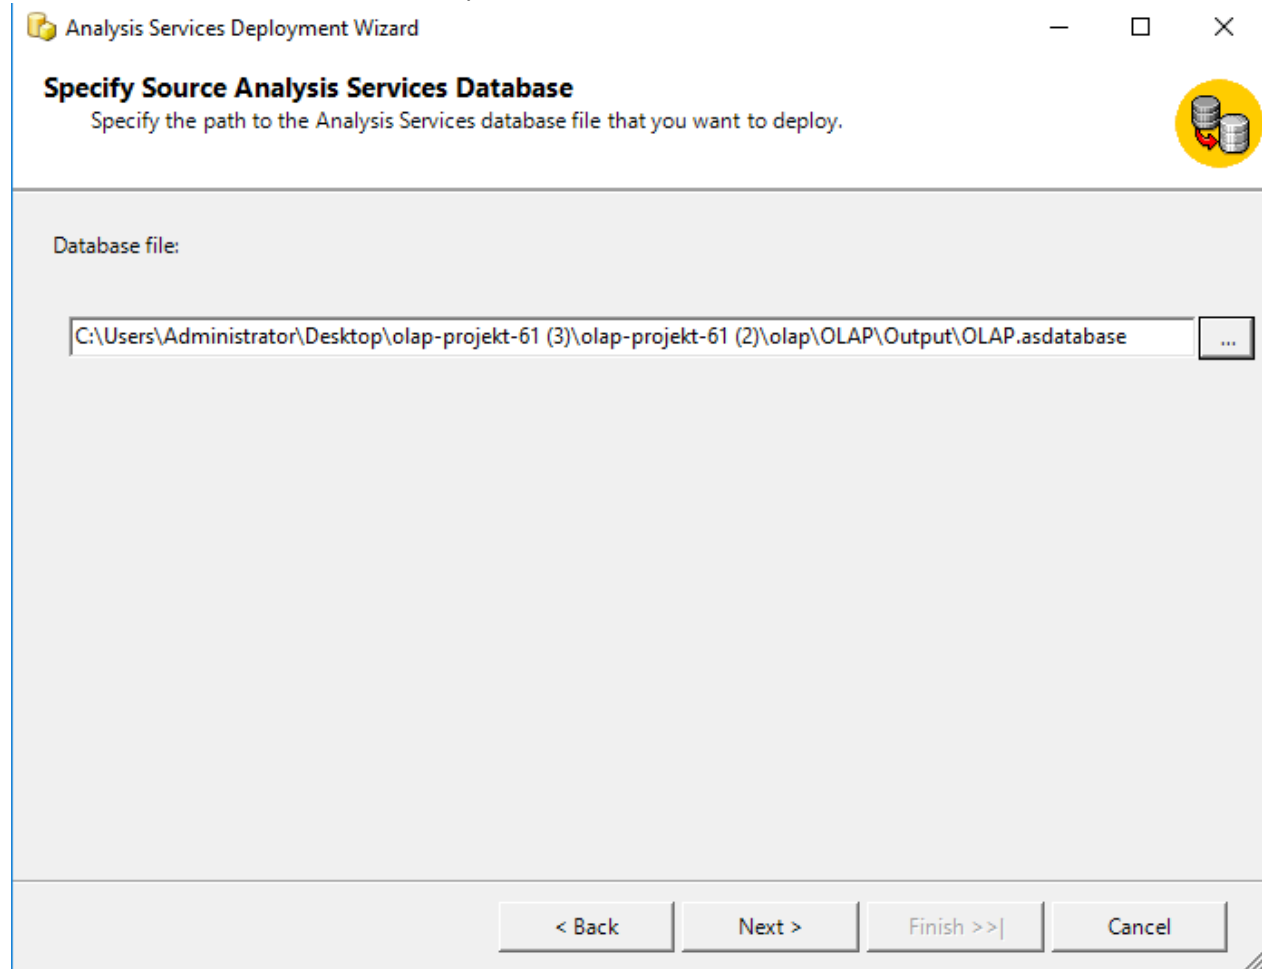 Analysis Services Deployment Wizard
Specify Source Analysis Services Database
Specify the path to the Analysis Services database file that you want to deploy.
Database file:
C:\Users\Administrator\Desktop\olap-projekt-61 (3)\olap-projekt-61 (2)\olap\OLAP\Output\OLAP.asdatabase
...
< Back
Next >
Finish >>|
Cancel